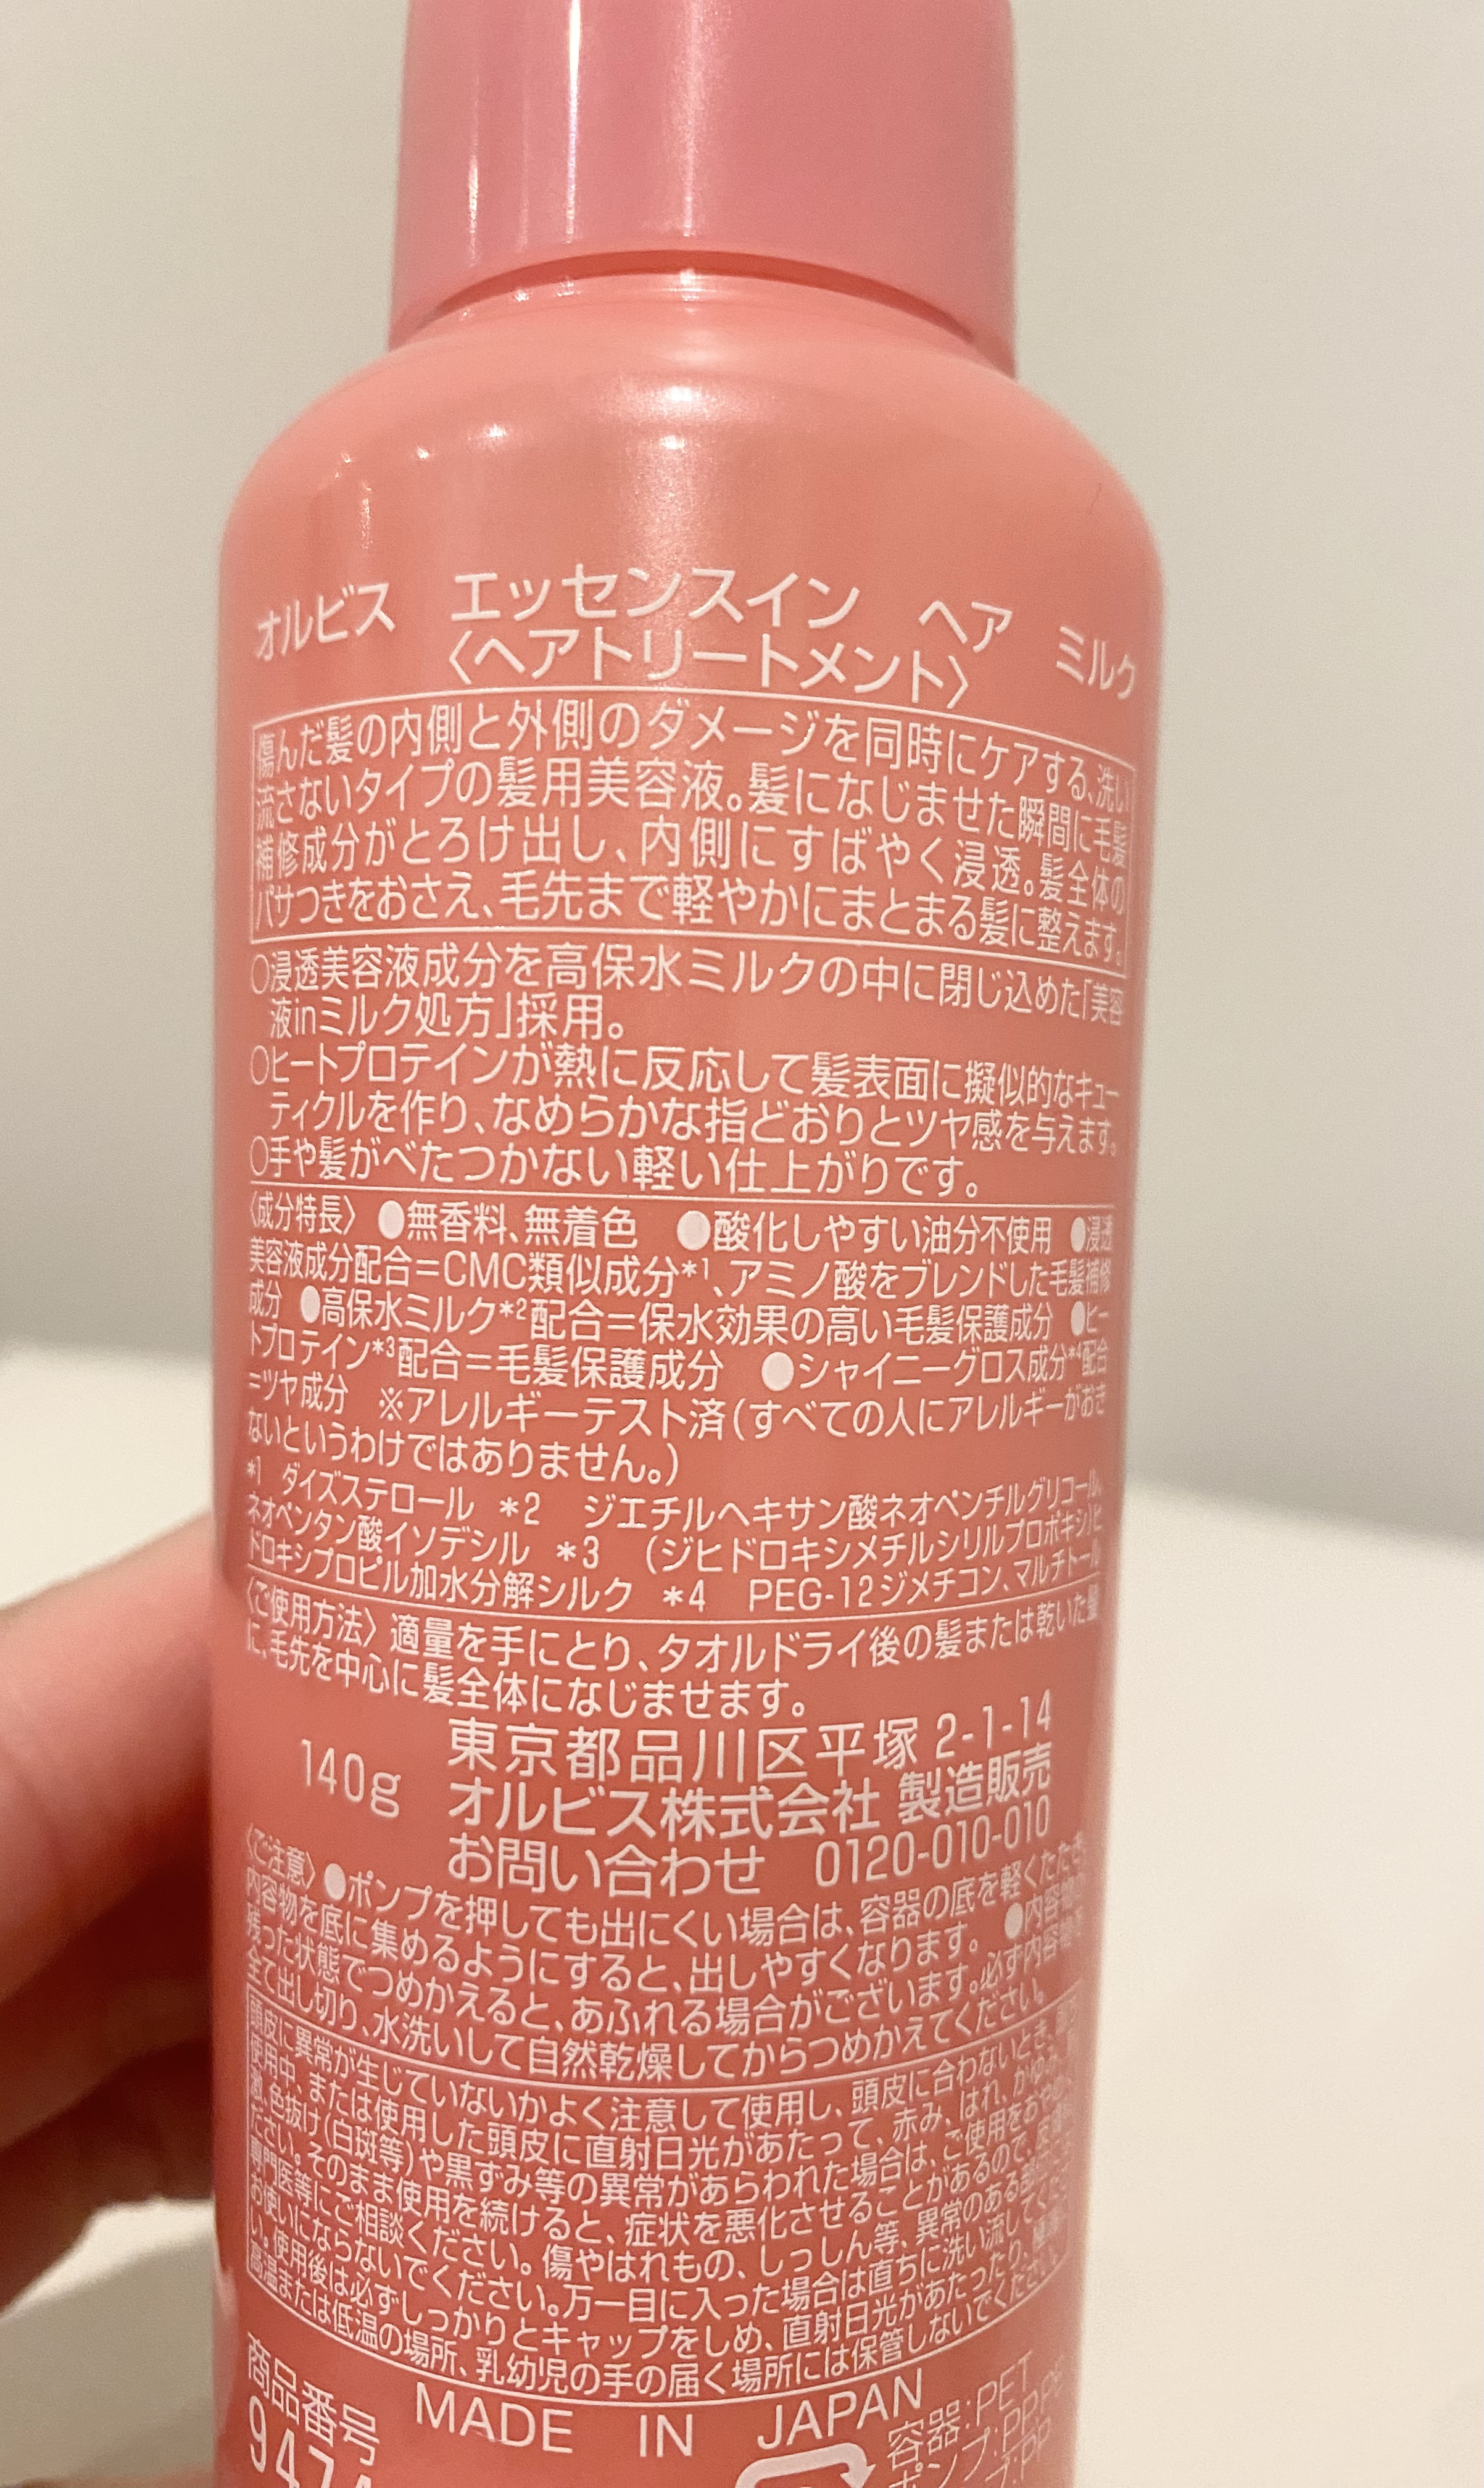 オルビス エッセンスイン ヘア ミルク
〈ヘアトリートメント〉
傷んだ髪の内側と外側のダメージを同時にケアする、洗い
流さないタイプの髪用美容液。髪になじませた瞬間に毛髪
補修成分がとろけ出し、内側にすばやく浸透。髪全体の
パサつきをおさえ、毛先まで軽やかにまとまる髪に整えます。
○浸透美容液成分を高保水ミルクの中に閉じ込めた「美容
液inミルク処方」採用。
○ヒートプロテインが熱に反応して髪表面に擬似的なキュー
ティクルを作り、なめらかな指どおりとツヤ感を与えます。
○手や髪がべたつかない軽い仕上がりです。
〈成分特長〉 ●無香料、無着色 ●酸化しやすい油分不使用 ●浸透
美容液成分配合＝CMC類似成分*1、アミノ酸をブレンドした毛髪補修
成分 ●高保水ミルク*2配合＝保水効果の高い毛髪保護成分 ●ヒー
トプロテイン*3配合＝毛髪保護成分 ●シャイニーグロス成分*4配合
＝ツヤ成分 ※アレルギーテスト済(すべての人にアレルギーがおき
ないというわけではありません。)
*1 ダイズステロール *2 ジエチルヘキサン酸ネオペンチルグリコール、
ネオペンタン酸イソデシル *3 (ジヒドロキシメチルシリルプロポキシ)ヒ
ドロキシプロピル加水分解シルク *4 PEG-12ジメチコン、マルチトール
〈ご使用方法〉適量を手にとり、タオルドライ後の髪または乾いた髪
に、毛先を中心に髪全体になじませます。
140g
東京都品川区平塚 2-1-14
オルビス株式会社 製造販売
お問い合わせ 0120-010-010
〈ご注意〉●ポンプを押しても出にくい場合は、容器の底を軽くたたき
内容物を底に集めるようにすると、出しやすくなります。 ●内容物の
残った状態でつめかえると、あふれる場合がございます。必ず内容物を
全て出し切り、水洗いして自然乾燥してからつめかえてください。
頭皮に異常が生じていないかよく注意して使用し、頭皮に合わないとき、
使用中、または使用した頭皮に直射日光があたって、赤み、はれ、かゆみ、
激、色抜け(白斑等)や黒ずみ等の異常があらわれた場合は、ご使用をおやめ
ださい。そのまま使用を続けると、症状を悪化させることがあるので、
専門医等にご相談ください。傷やはれもの、しっしん等、異常のある部位には
お使いにならないでください。万一目に入った場合は直ちに洗い流してくだ
い。使用後は必ずしっかりとキャップをしめ、直射日光があたったり、
高温または低温の場所、乳幼児の手の届く場所には保管しないでください。
商品番号
MADE IN JAPAN
容器:PET